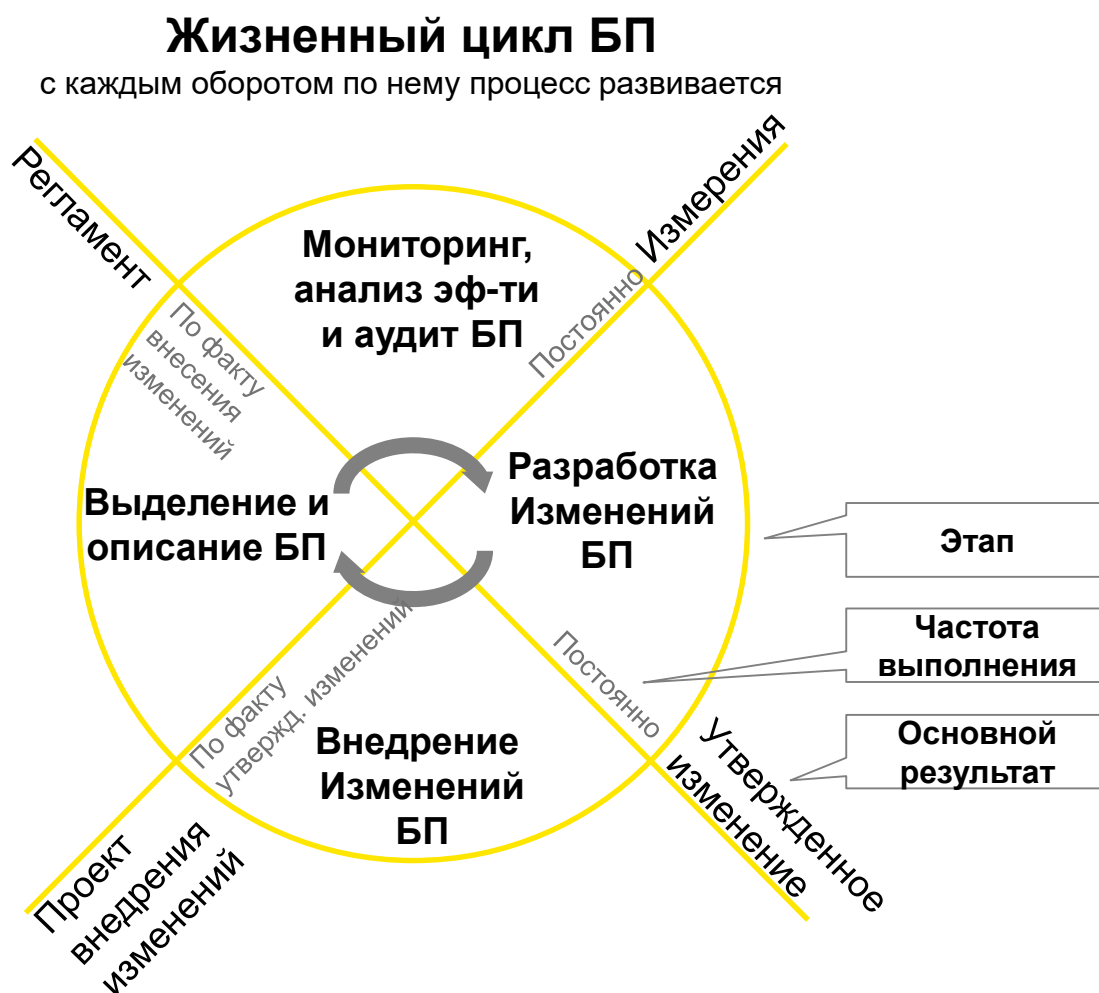 Жизненный цикл БП
с каждым оборотом по нему процесс развивается
Регламент
Измерения
Мониторинг,
анализ эф-ти
и аудит БП
По факту
внесения
изменений
Постоянно
Выделение и
описание БП
Разработка
Изменений
БП
Этап
Частота
выполнения
Основной
результат
По факту
утвержд. изменений
Постоянно
Внедрение
Изменений
БП
Утвержденное
изменение
Проект
внедрения
изменений